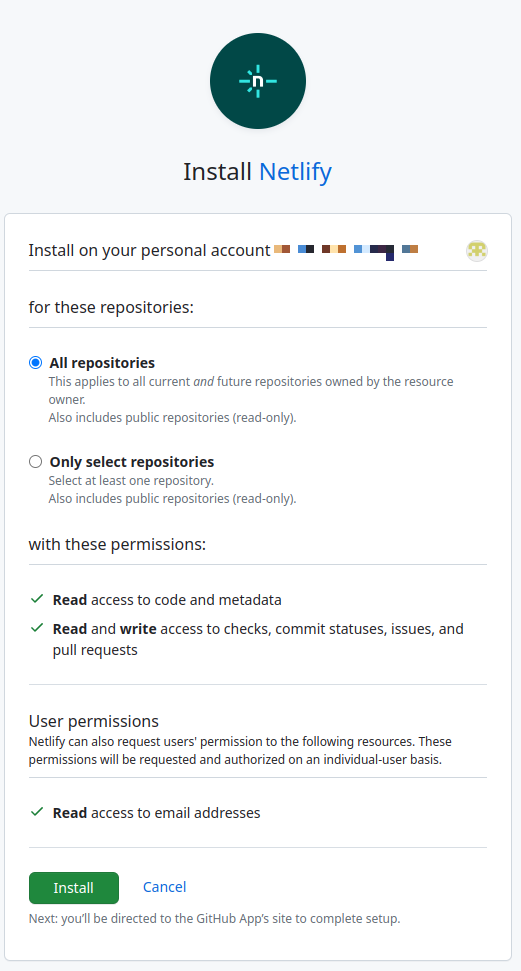 n
Install Netlify
Install on your personal account
for these repositories:
All repositories
This applies to all current and future repositories owned by the resource
owner.
Also includes public repositories (read-only).
Only select repositories
Select at least one repository.
Also includes public repositories (read-only).
with these permissions:
Read access to code and metadata
Read and write access to checks, commit statuses, issues, and
pull requests
User permissions
Netlify can also request users' permission to the following resources. These
permissions will be requested and authorized on an individual-user basis.
Read access to email addresses
Install Cancel
Next: you’ll be directed to the GitHub App’s site to complete setup.